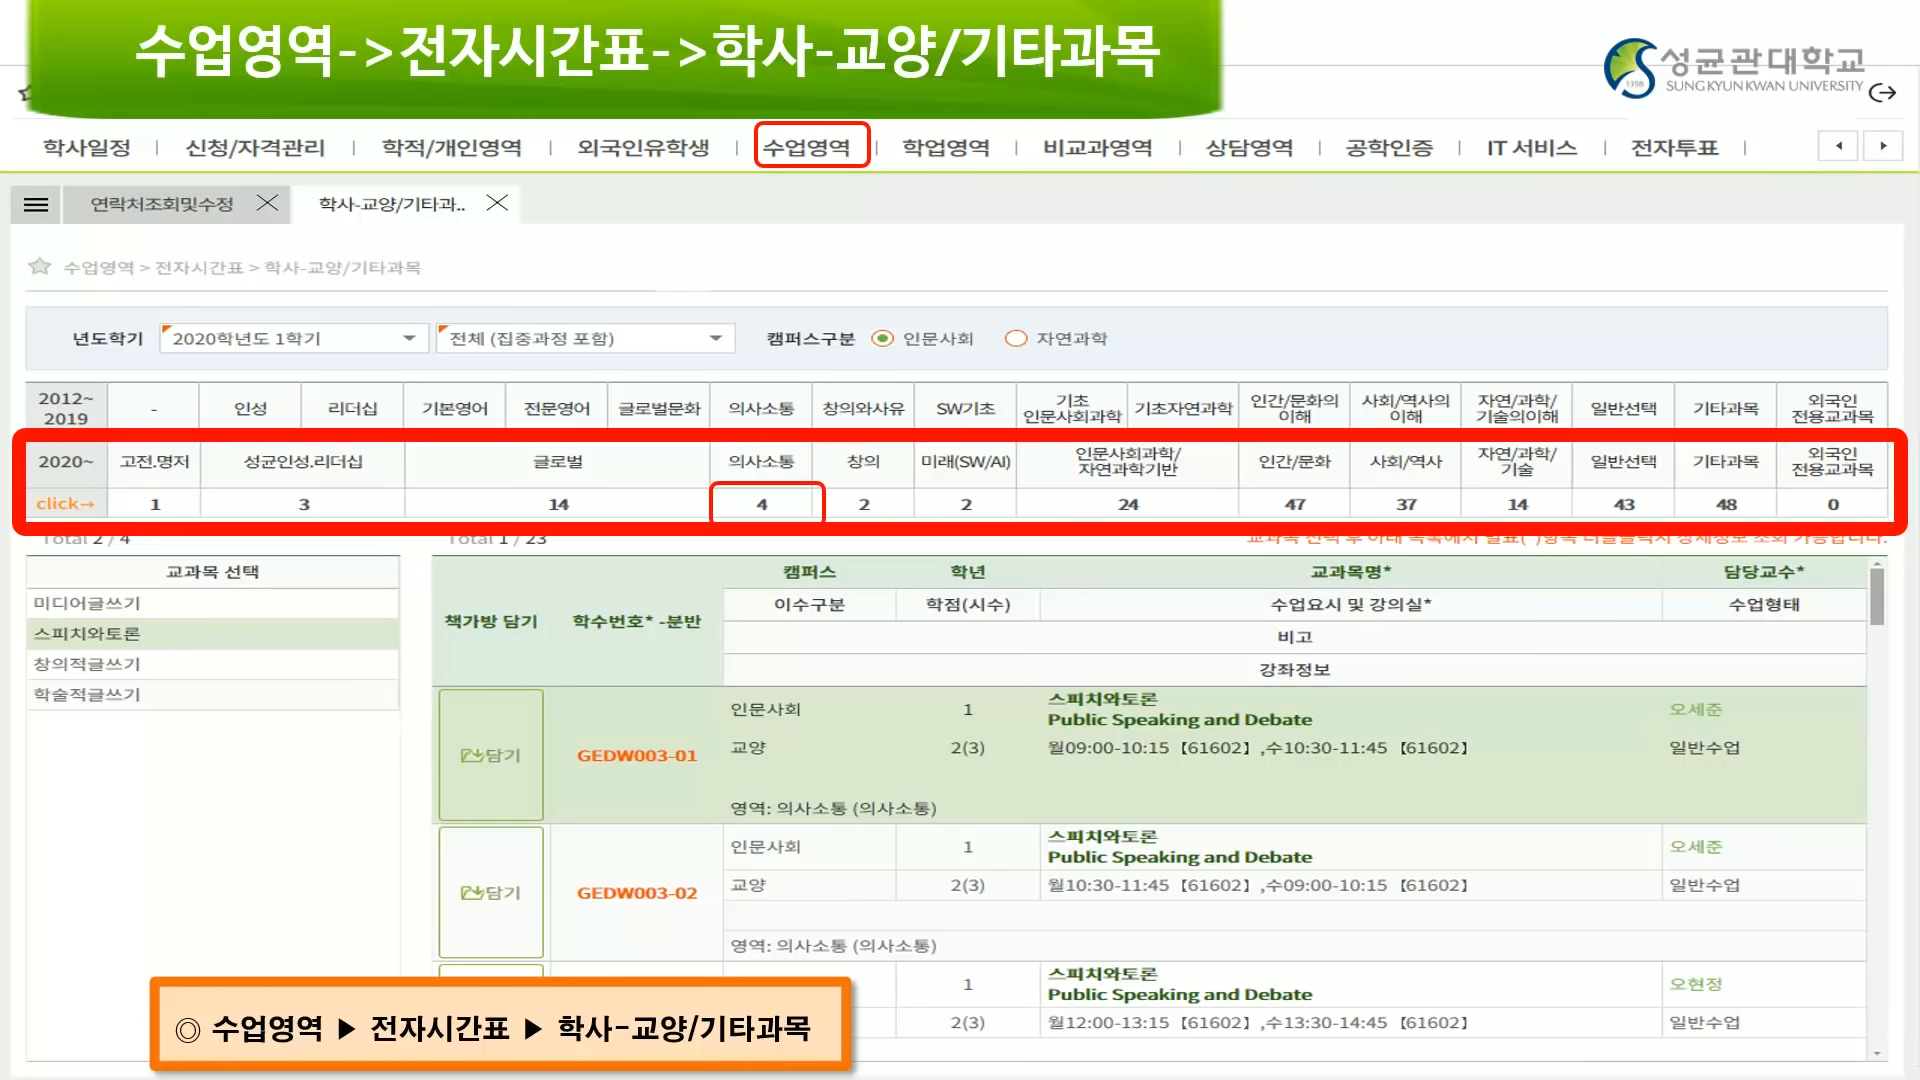 수업영역->전자시간표->학사-교양/기타과목
성균관대학교
1398
SUNG KYUN KWAN UNIVERSITY
학사일정 | 신청/자격관리 | 학적/개인영역 | 외국인유학생 | 수업영역 | 학업영역 | 비교과영역 | 상담영역 | 공학인증 | IT 서비스 | 전자투표 |
연락처조회및수정 학사-교양/기타과..
수업영역 > 전자시간표 > 학사-교양/기타과목
년도학기 2020학년도 1학기 전체 (집중과정 포함) 캠퍼스구분 인문사회 자연과학
2012~2019 - 인성 리더십 기본영어 전문영어 글로벌문화 의사소통 창의와사유 SW기초 기초인문사회과학 기초자연과학 인간/문화의이해 사회/역사의이해 자연/과학/기술의이해 일반선택 기타과목 외국인전용교과목
2020~ 고전.명저 성균인성.리더십 글로벌 의사소통 창의 미래(SW/AI) 인문사회과학/자연과학기반 인간/문화 사회/역사 자연/과학/기술 일반선택 기타과목 외국인전용교과목
click→ 1 3 14 4 2 2 24 47 37 14 43 48 0
Total 2 / 4
Total 1 / 23
교과목 선택
미디어글쓰기
스피치와토론
창의적글쓰기
학술적글쓰기
책가방 담기 학수번호* -분반 캠퍼스 학년 교과목명* 담당교수*
이수구분 학점(시수) 수업요시 및 강의실* 수업형태
비고
강좌정보
담기 GEDW003-01 인문사회 1 스피치와토론 오세준
Public Speaking and Debate
교양 2(3) 월09:00-10:15【61602】,수10:30-11:45【61602】 일반수업
영역: 의사소통 (의사소통)
담기 GEDW003-02 인문사회 1 스피치와토론 오세준
Public Speaking and Debate
교양 2(3) 월10:30-11:45【61602】,수09:00-10:15【61602】 일반수업
영역: 의사소통 (의사소통)
1 스피치와토론 오현정
Public Speaking and Debate
2(3) 월12:00-13:15【61602】,수13:30-14:45【61602】 일반수업
◎ 수업영역 ▶ 전자시간표 ▶ 학사-교양/기타과목